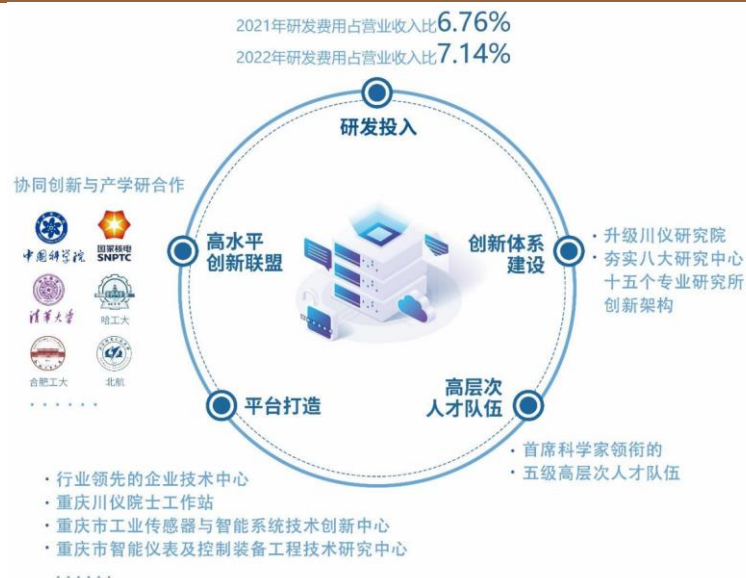 2021年研发费用占营业收入比6.76%
2022年研发费用占营业收入比7.14%
研发投入
协同创新与产学研合作
中国科学院
国家核电
SNPTC
清华大学
哈工大
合肥工大
北航
······
高水平
创新联盟
创新体系
建设
·升级川仪研究院
·夯实八大研究中心
十五个专业研究所
创新架构
平台打造
高层次
人才队伍
·首席科学家领衔的
·五级高层次人才队伍
·行业领先的企业技术中心
·重庆川仪院士工作站
·重庆市工业传感器与智能系统技术创新中心
·重庆市智能仪表及控制装备工程技术研究中心
······